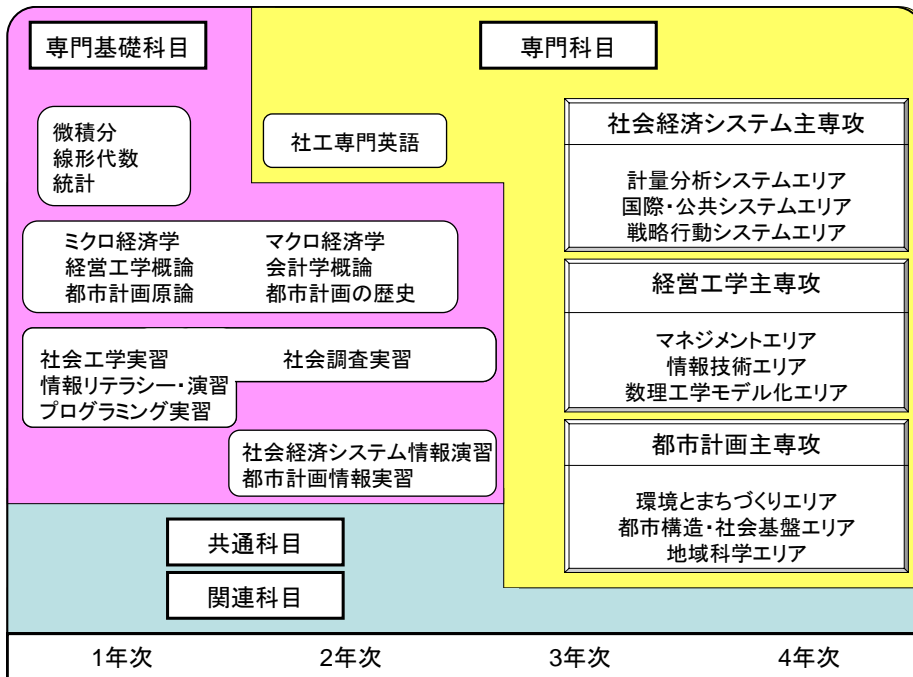 専門基礎科目
専門科目
微積分
線形代数
統計
社工専門英語
ミクロ経済学
経営工学概論
都市計画原論
マクロ経済学
会計学概論
都市計画の歴史
社会工学実習
情報リテラシー・演習
プログラミング実習
社会調査実習
社会経済システム情報演習
都市計画情報実習
社会経済システム主専攻
計量分析システムエリア
国際・公共システムエリア
戦略行動システムエリア
経営工学主専攻
マネジメントエリア
情報技術エリア
数理工学モデル化エリア
都市計画主専攻
環境とまちづくりエリア
都市構造・社会基盤エリア
地域科学エリア
共通科目
関連科目
1年次
2年次
3年次
4年次